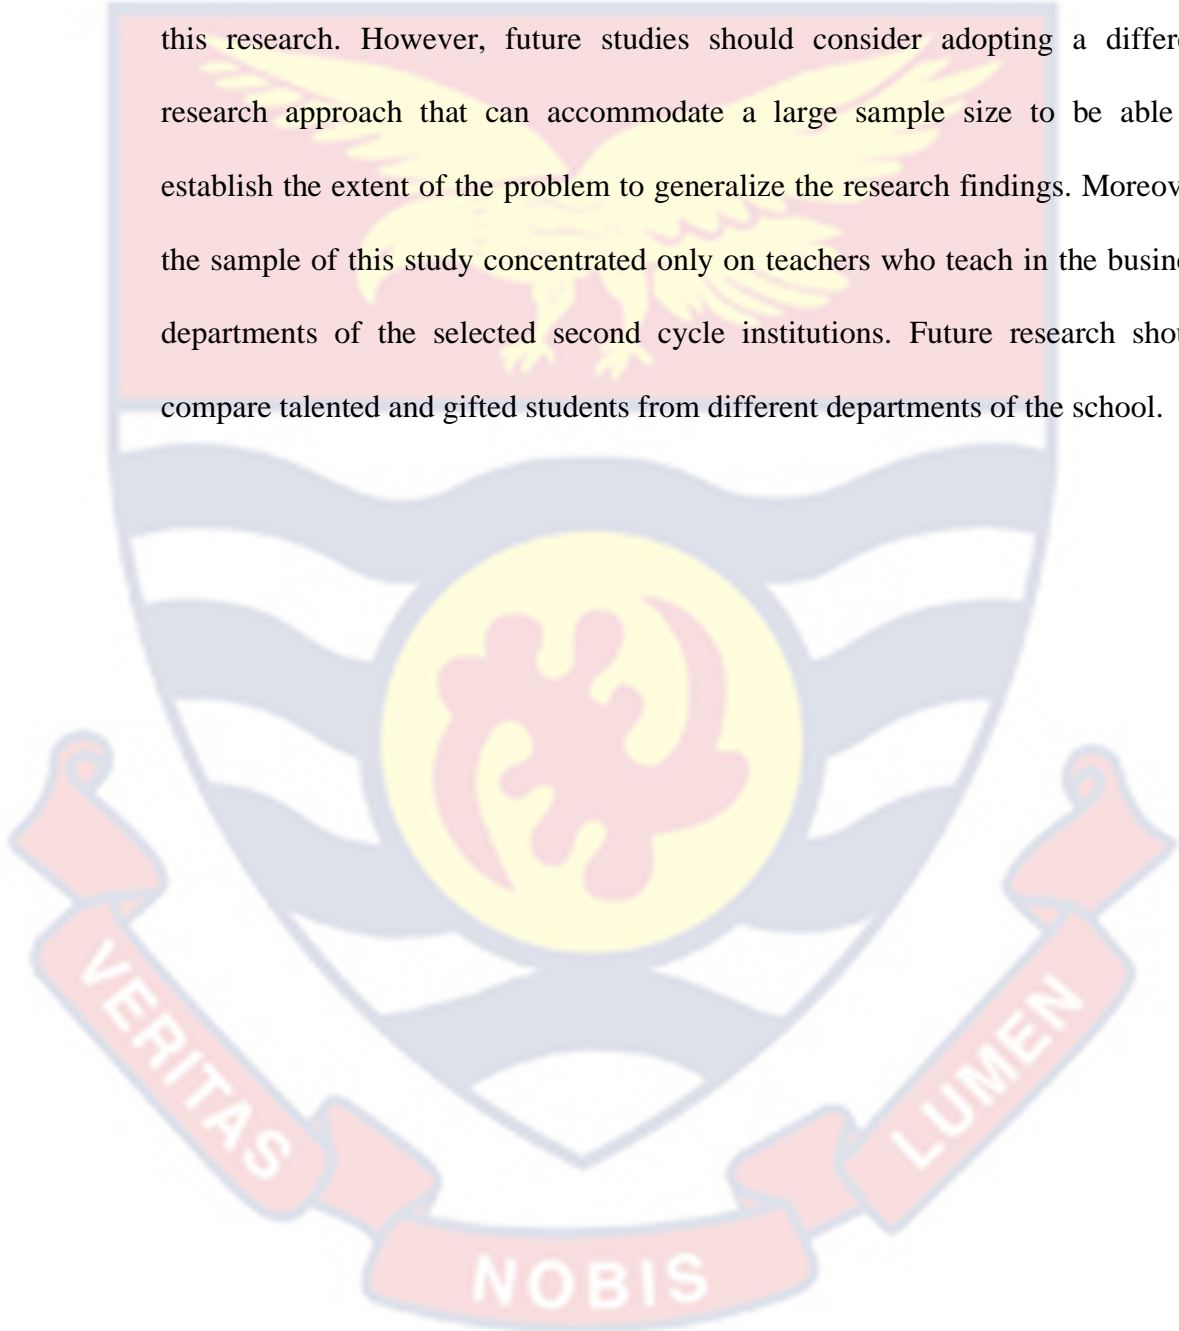 this research. However, future studies should consider adopting a differe
research approach that can accommodate a large sample size to be able
establish the extent of the problem to generalize the research findings. Moreov
the sample of this study concentrated only on teachers who teach in the busine
departments of the selected second cycle institutions. Future research shou
compare talented and gifted students from different departments of the school.
VERITAS
NOBIS
LUMEN